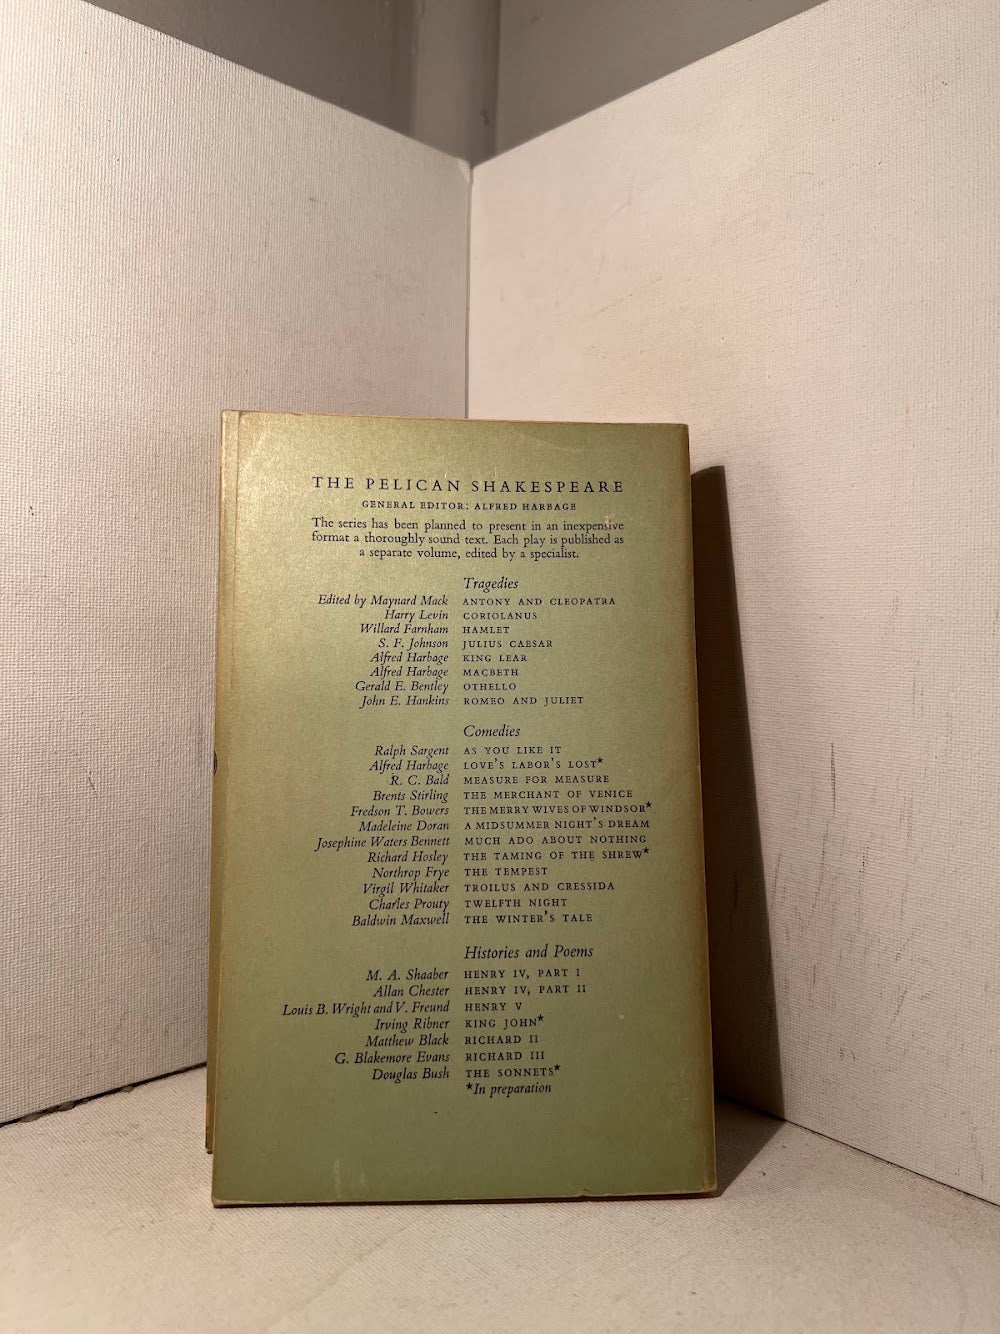 THE PELICAN SHAKESPEARE
GENERAL EDITOR: ALFRED HARBAGE
The series has been planned to present in an inexpensive
format a thoroughly sound text. Each play is published as
a separate volume, edited by a specialist.
Tragedies
Edited by Maynard Mack ANTONY AND CLEOPATRA
Harry Levin CORIOLANUS
Willard Farnham HAMLET
S. F. Johnson JULIUS CAESAR
Alfred Harbage KING LEAR
Alfred Harbage MACBETH
Gerald E. Bentley OTHELLO
John E. Hankins ROMEO AND JULIET
Comedies
Ralph Sargent AS YOU LIKE IT
Alfred Harbage LOVE'S LABOR'S LOST★
R. C. Bald MEASURE FOR MEASURE
Brents Stirling THE MERCHANT OF VENICE
Fredson T. Bowers THE MERRY WIVES OF WINDSOR★
Madeleine Doran A MIDSUMMER NIGHT'S DREAM
Josephine Waters Bennett MUCH ADO ABOUT NOTHING
Richard Hosley THE TAMING OF THE SHREW★
Northrop Frye THE TEMPEST
Virgil Whitaker TROILUS AND CRESSIDA
Charles Prouty TWELFTH NIGHT
Baldwin Maxwell THE WINTER'S TALE
Histories and Poems
M. A. Shaaber HENRY IV, PART I
Allan Chester HENRY IV, PART II
Louis B. Wright and V. Freund HENRY V
Irving Ribner KING JOHN★
Matthew Black RICHARD II
G. Blakemore Evans RICHARD III
Douglas Bush THE SONNETS★
★In preparation